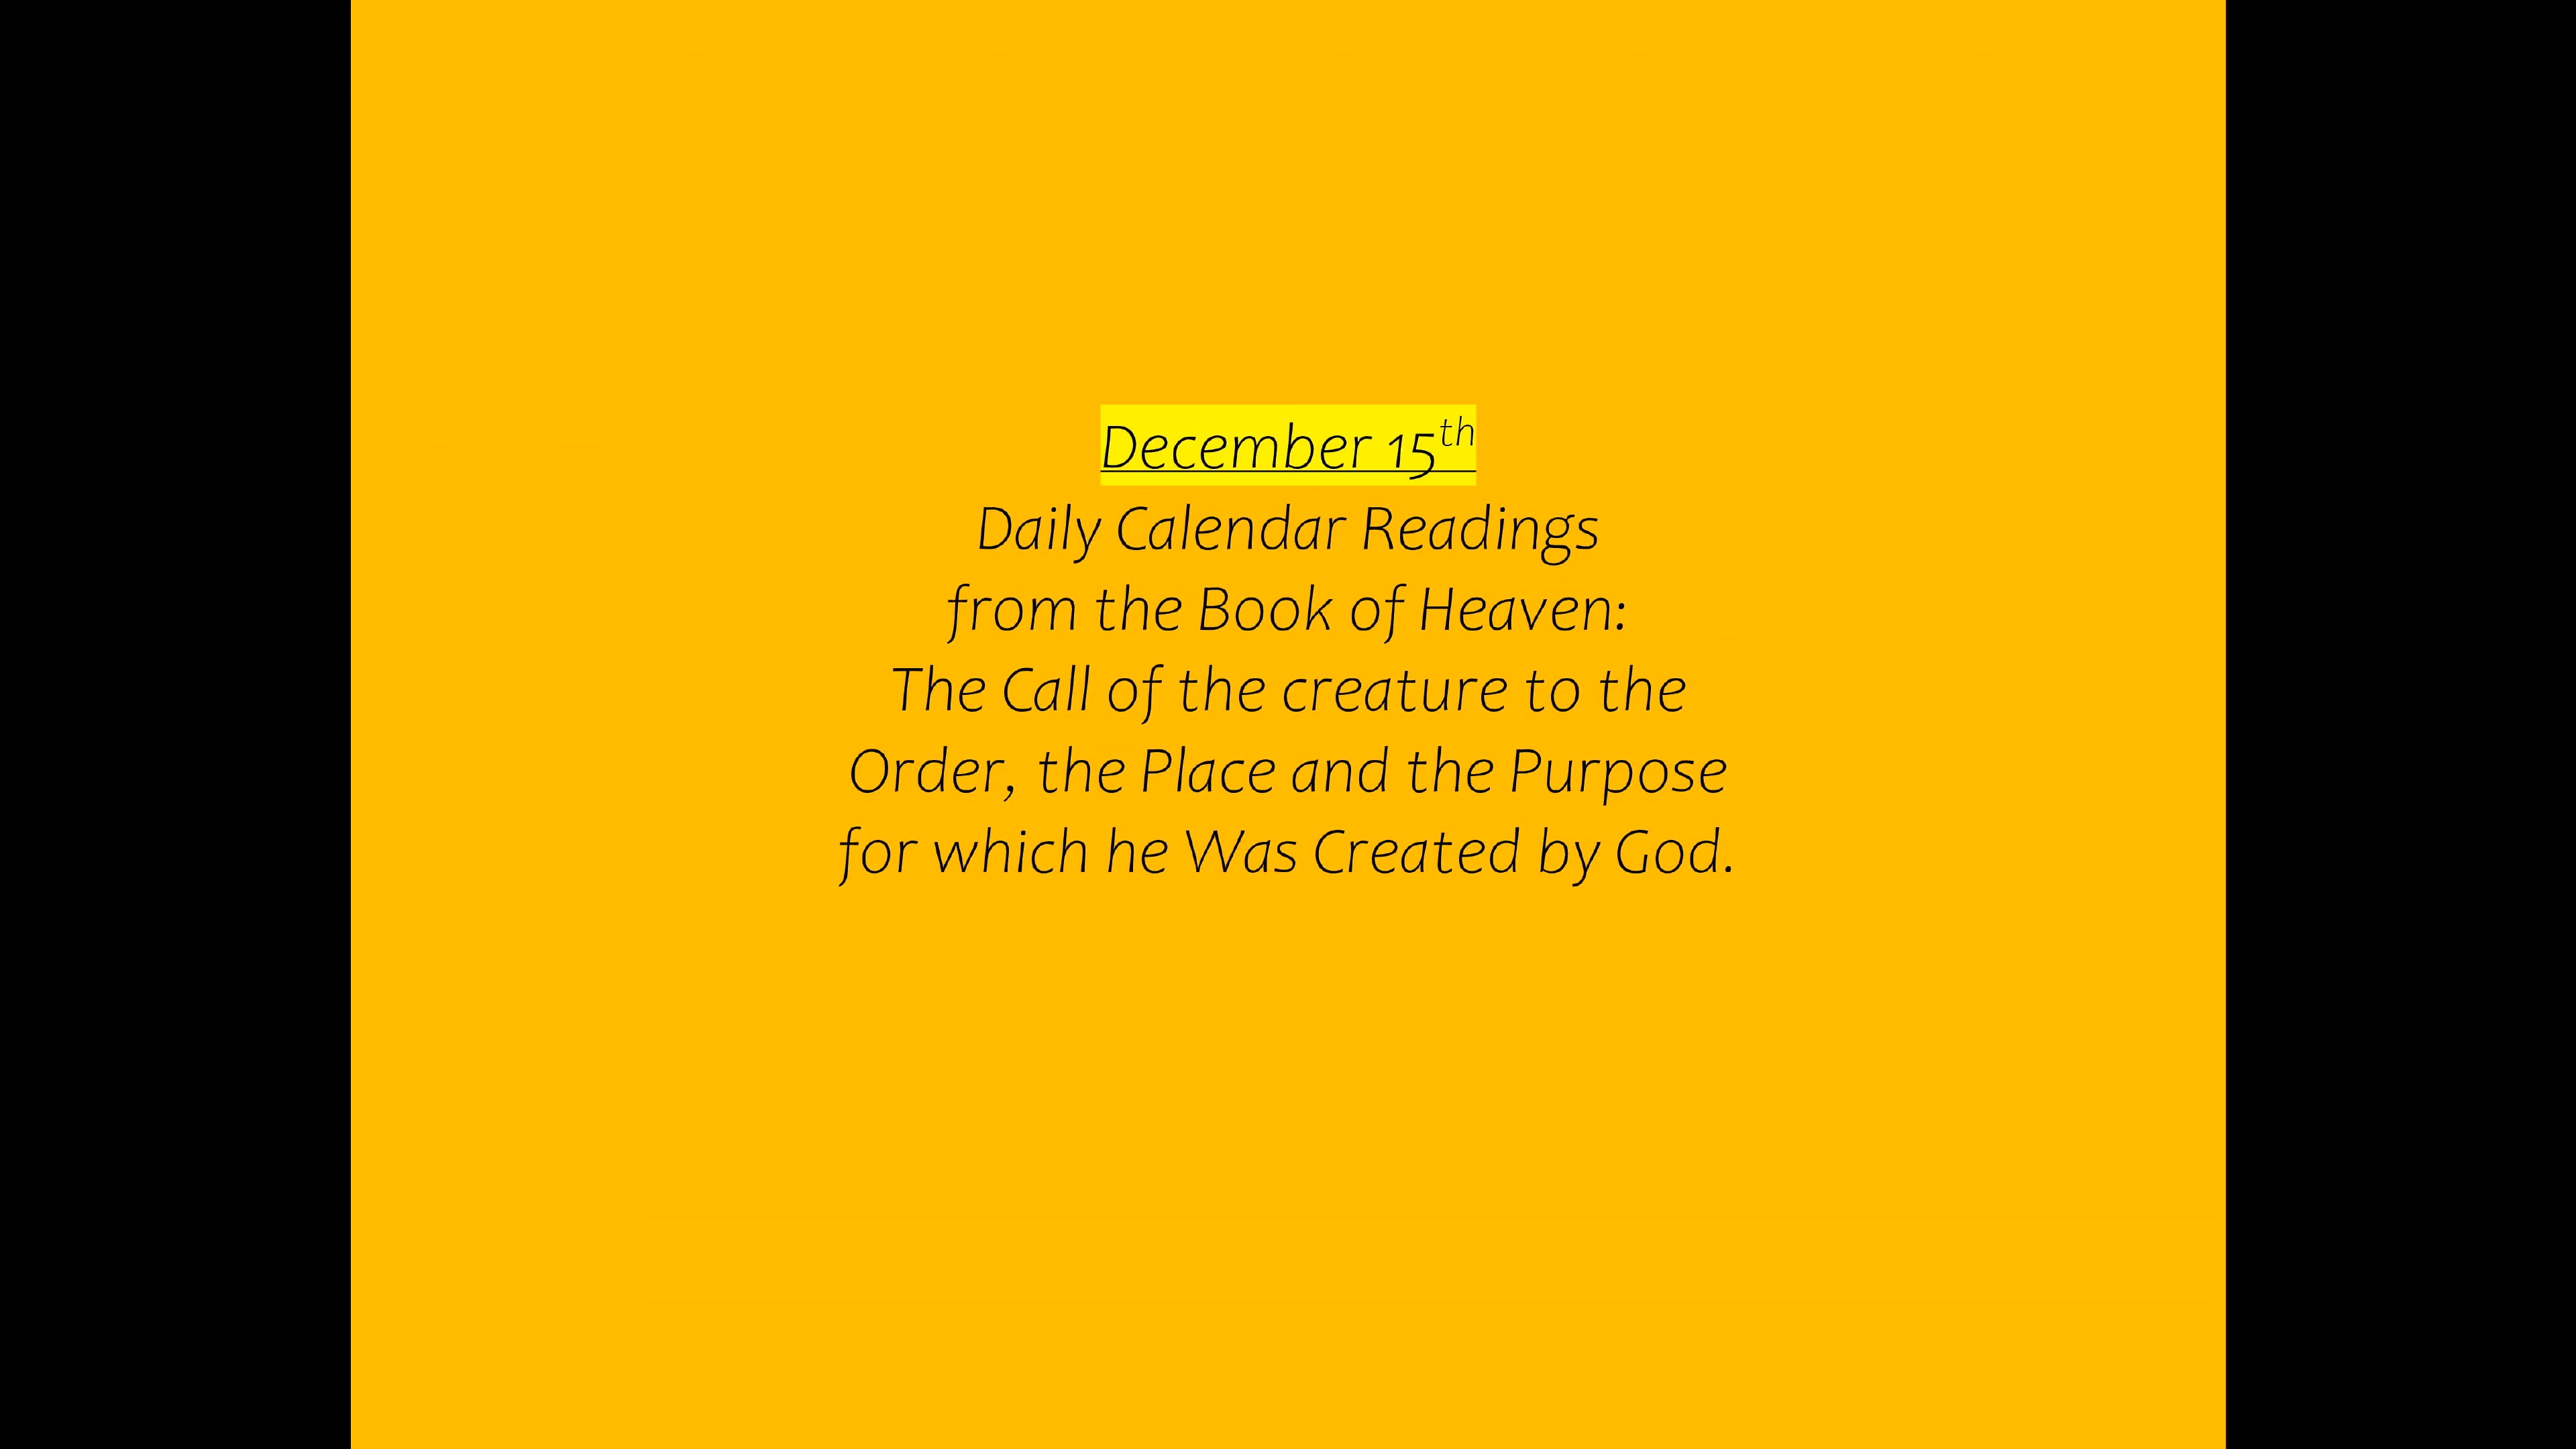 December 15th
Daily Calendar Readings
from the Book of Heaven:
The Call of the creature to the
Order, the Place and the Purpose
for which he Was Created by God.